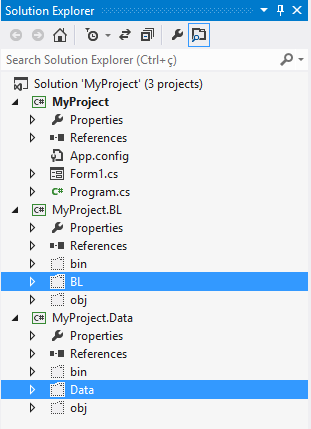 Solution Explorer
Search Solution Explorer (Ctrl+ç)
Solution 'MyProject' (3 projects)
C# MyProject
Properties
References
App.config
Form1.cs
C# Program.cs
C# MyProject.BL
Properties
References
bin
BL
obj
C# MyProject.Data
Properties
References
bin
Data
obj